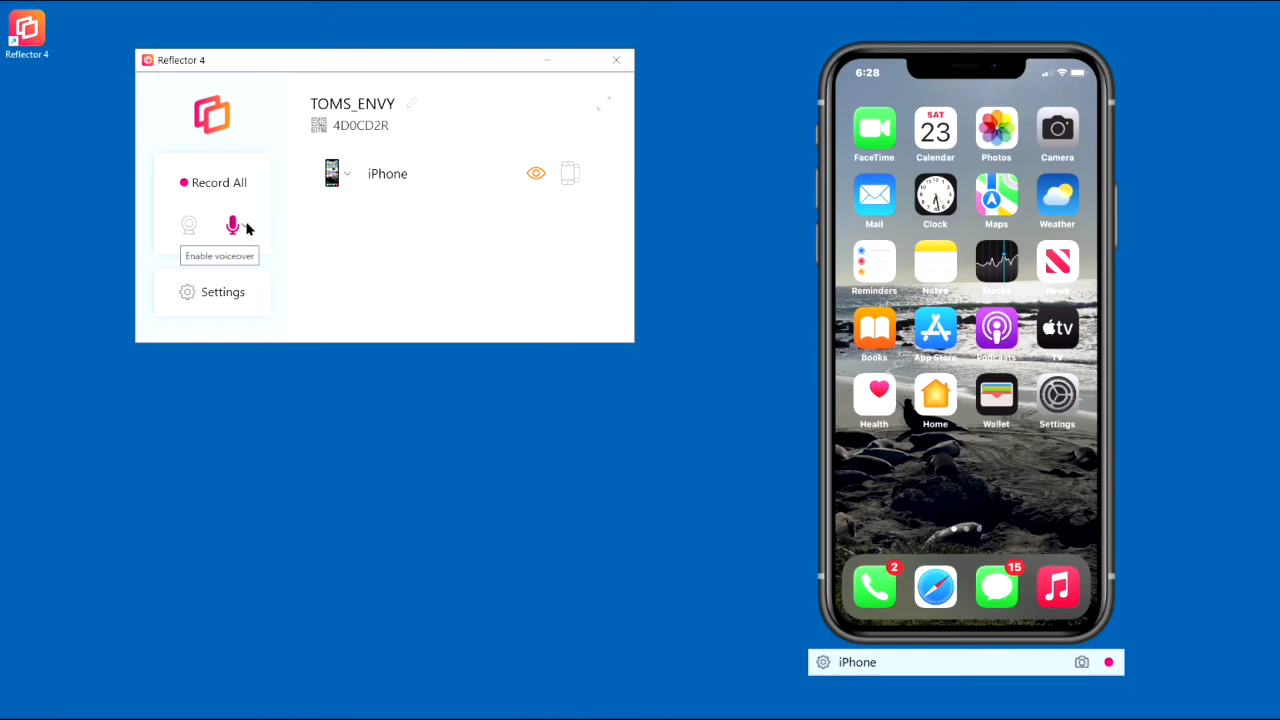 Reflector 4
Reflector 4
TOMS_ENVY
4D0CD2R
Record All
iPhone
Enable voiceover
Settings
6:28
SAT
23
FaceTime
Calendar
Photos
Camera
Mail
Clock
Maps
Weather
Reminders
Notes
Stocks
News
tv
Books
App Store
Podcasts
TV
Health
Home
Wallet
Settings
2
15
iPhone